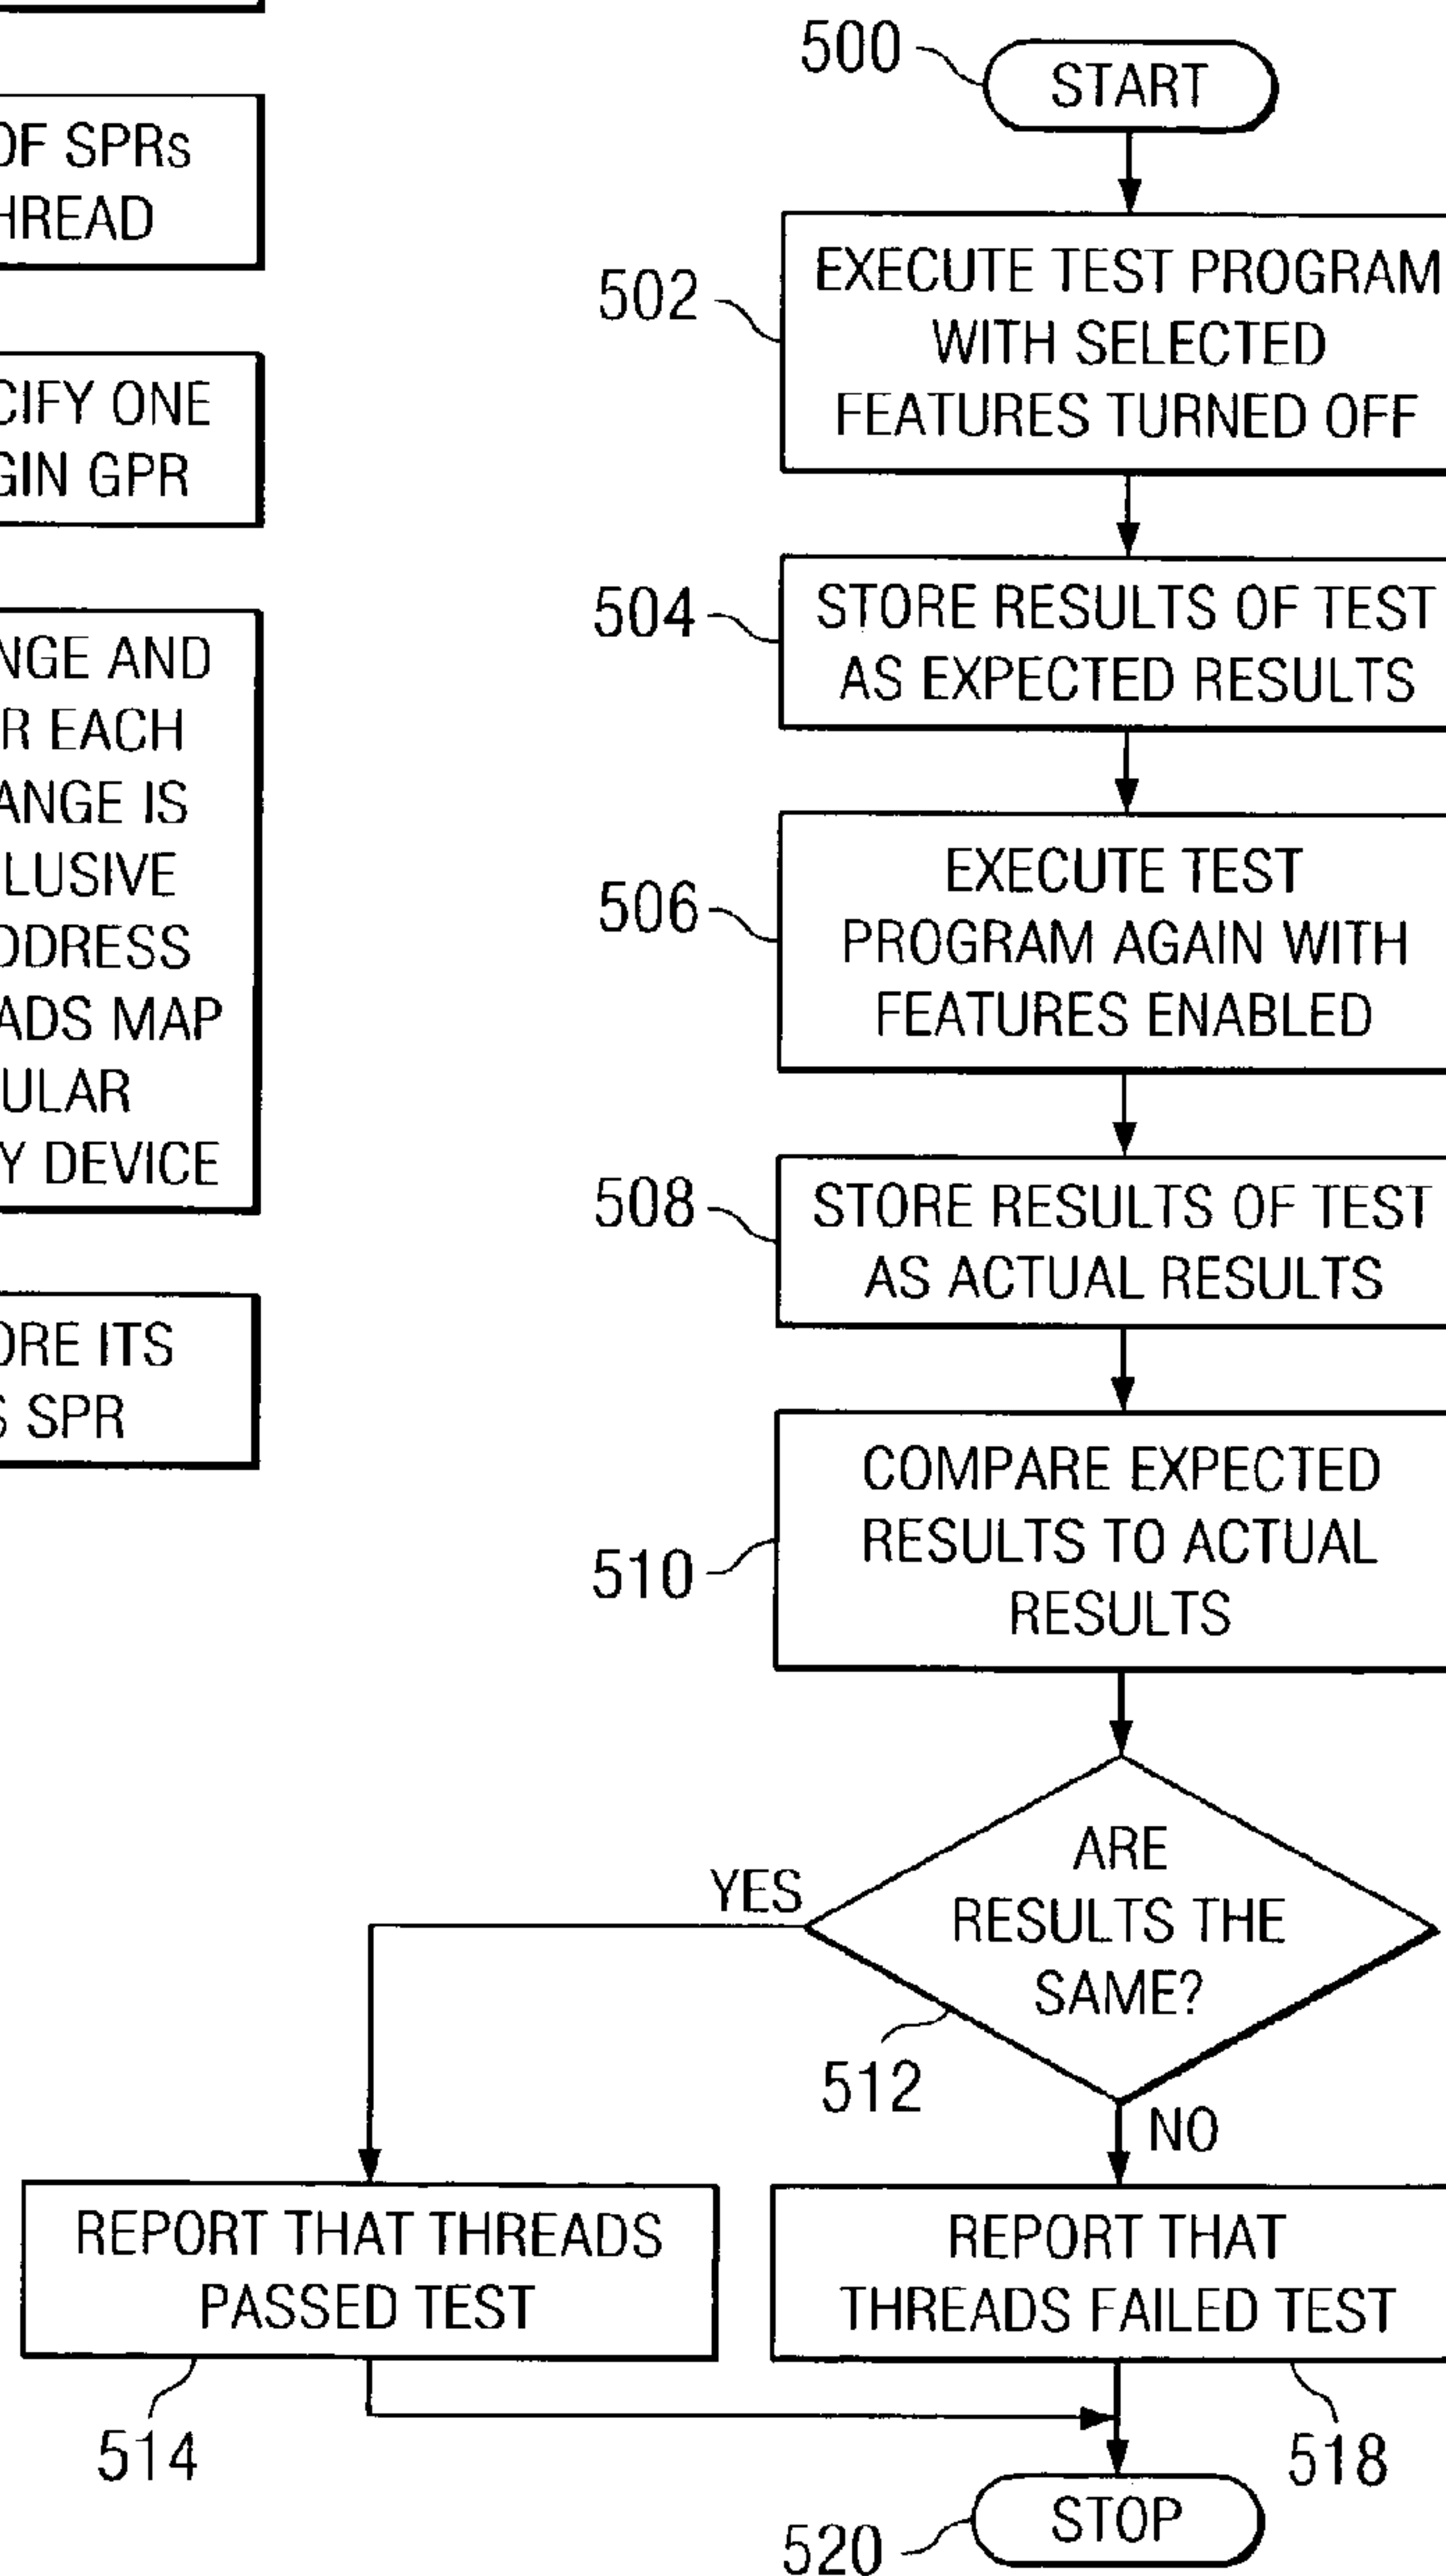 OF SPRs
THREAD
CIFY ONE
GIN GPR
NGE AND
R EACH
ANGE IS
LUSIVE
DDRESS
ADS MAP
ULAR
Y DEVICE
ORE ITS
S SPR
500
START
502
EXECUTE TEST PROGRAM
WITH SELECTED
FEATURES TURNED OFF
504
STORE RESULTS OF TEST
AS EXPECTED RESULTS
506
EXECUTE TEST
PROGRAM AGAIN WITH
FEATURES ENABLED
508
STORE RESULTS OF TEST
AS ACTUAL RESULTS
510
COMPARE EXPECTED
RESULTS TO ACTUAL
RESULTS
YES
ARE
RESULTS THE
SAME?
512
NO
REPORT THAT THREADS
PASSED TEST
514
REPORT THAT
THREADS FAILED TEST
518
520
STOP